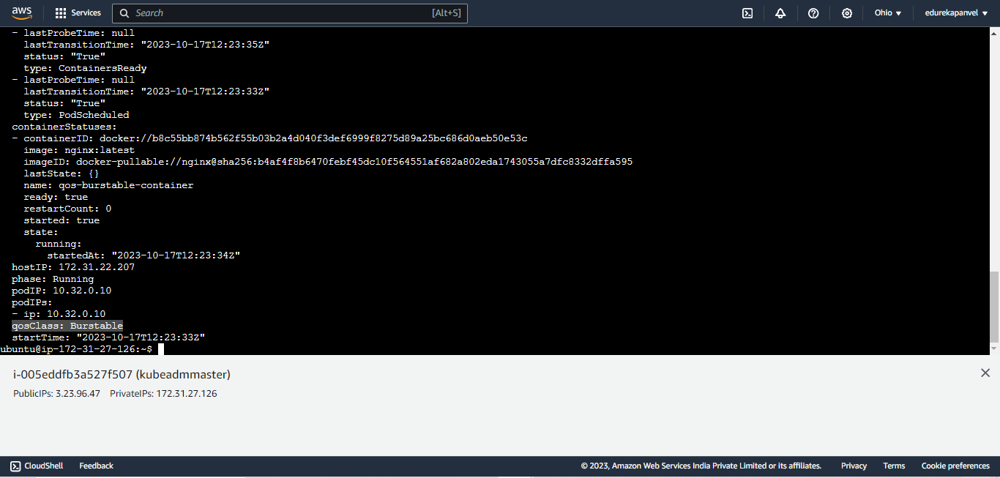 aws Services Search [Alt+S] Ohio ▼ edurekapanvel ▼
- lastProbeTime: null
lastTransitionTime: "2023-10-17T12:23:35Z"
status: "True"
type: ContainersReady
- lastProbeTime: null
lastTransitionTime: "2023-10-17T12:23:33Z"
status: "True"
type: PodScheduled
containerStatuses:
- containerID: docker://b8c55bb874b562f55b03b2a4d040f3def6999f8275d89a25bc686d0aeb50e53c
image: nginx:latest
imageID: docker-pullable://nginx@sha256:b4af4f8b6470febf45dc10f564551af682a802eda1743055a7dfc8332dffa595
lastState: {}
name: qos-burstable-container
ready: true
restartCount: 0
started: true
state:
running:
startedAt: "2023-10-17T12:23:34Z"
hostIP: 172.31.22.207
phase: Running
podIP: 10.32.0.10
podIPs:
- ip: 10.32.0.10
qosClass: Burstable
startTime: "2023-10-17T12:23:33Z"
ubuntu@ip-172-31-27-126:~$
i-005eddfb3a527f507 (kubeadmmaster)
PublicIPs: 3.23.96.47 PrivateIPs: 172.31.27.126
CloudShell Feedback © 2023, Amazon Web Services India Private Limited or its affiliates. Privacy Terms Cookie preferences